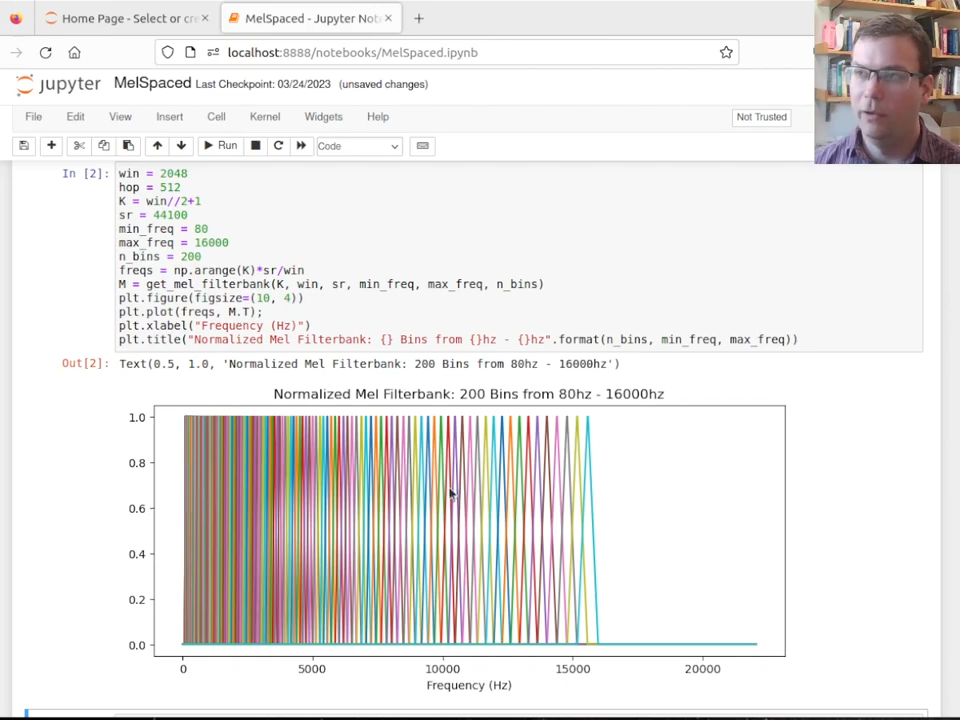 Home Page - Select or cre
MelSpaced - Jupyter Not
localhost:8888/notebooks/MelSpaced.ipynb
jupyter MelSpaced Last Checkpoint: 03/24/2023 (unsaved changes)
File Edit View Insert Cell Kernel Widgets Help Not Trusted
Run Code
In [2]: win = 2048
hop = 512
K = win//2+1
sr = 44100
min_freq = 80
max_freq = 16000
n_bins = 200
freqs = np.arange(K)*sr/win
M = get_mel_filterbank(K, win, sr, min_freq, max_freq, n_bins)
plt.figure(figsize=(10, 4))
plt.plot(freqs, M.T);
plt.xlabel("Frequency (Hz)")
plt.title("Normalized Mel Filterbank: {} Bins from {}hz - {}hz".format(n_bins, min_freq, max_freq))
Out[2]: Text(0.5, 1.0, 'Normalized Mel Filterbank: 200 Bins from 80hz - 16000hz')
Normalized Mel Filterbank: 200 Bins from 80hz - 16000hz
1.0
0.8
0.6
0.4
0.2
0.0
0 5000 10000 15000 20000
Frequency (Hz)